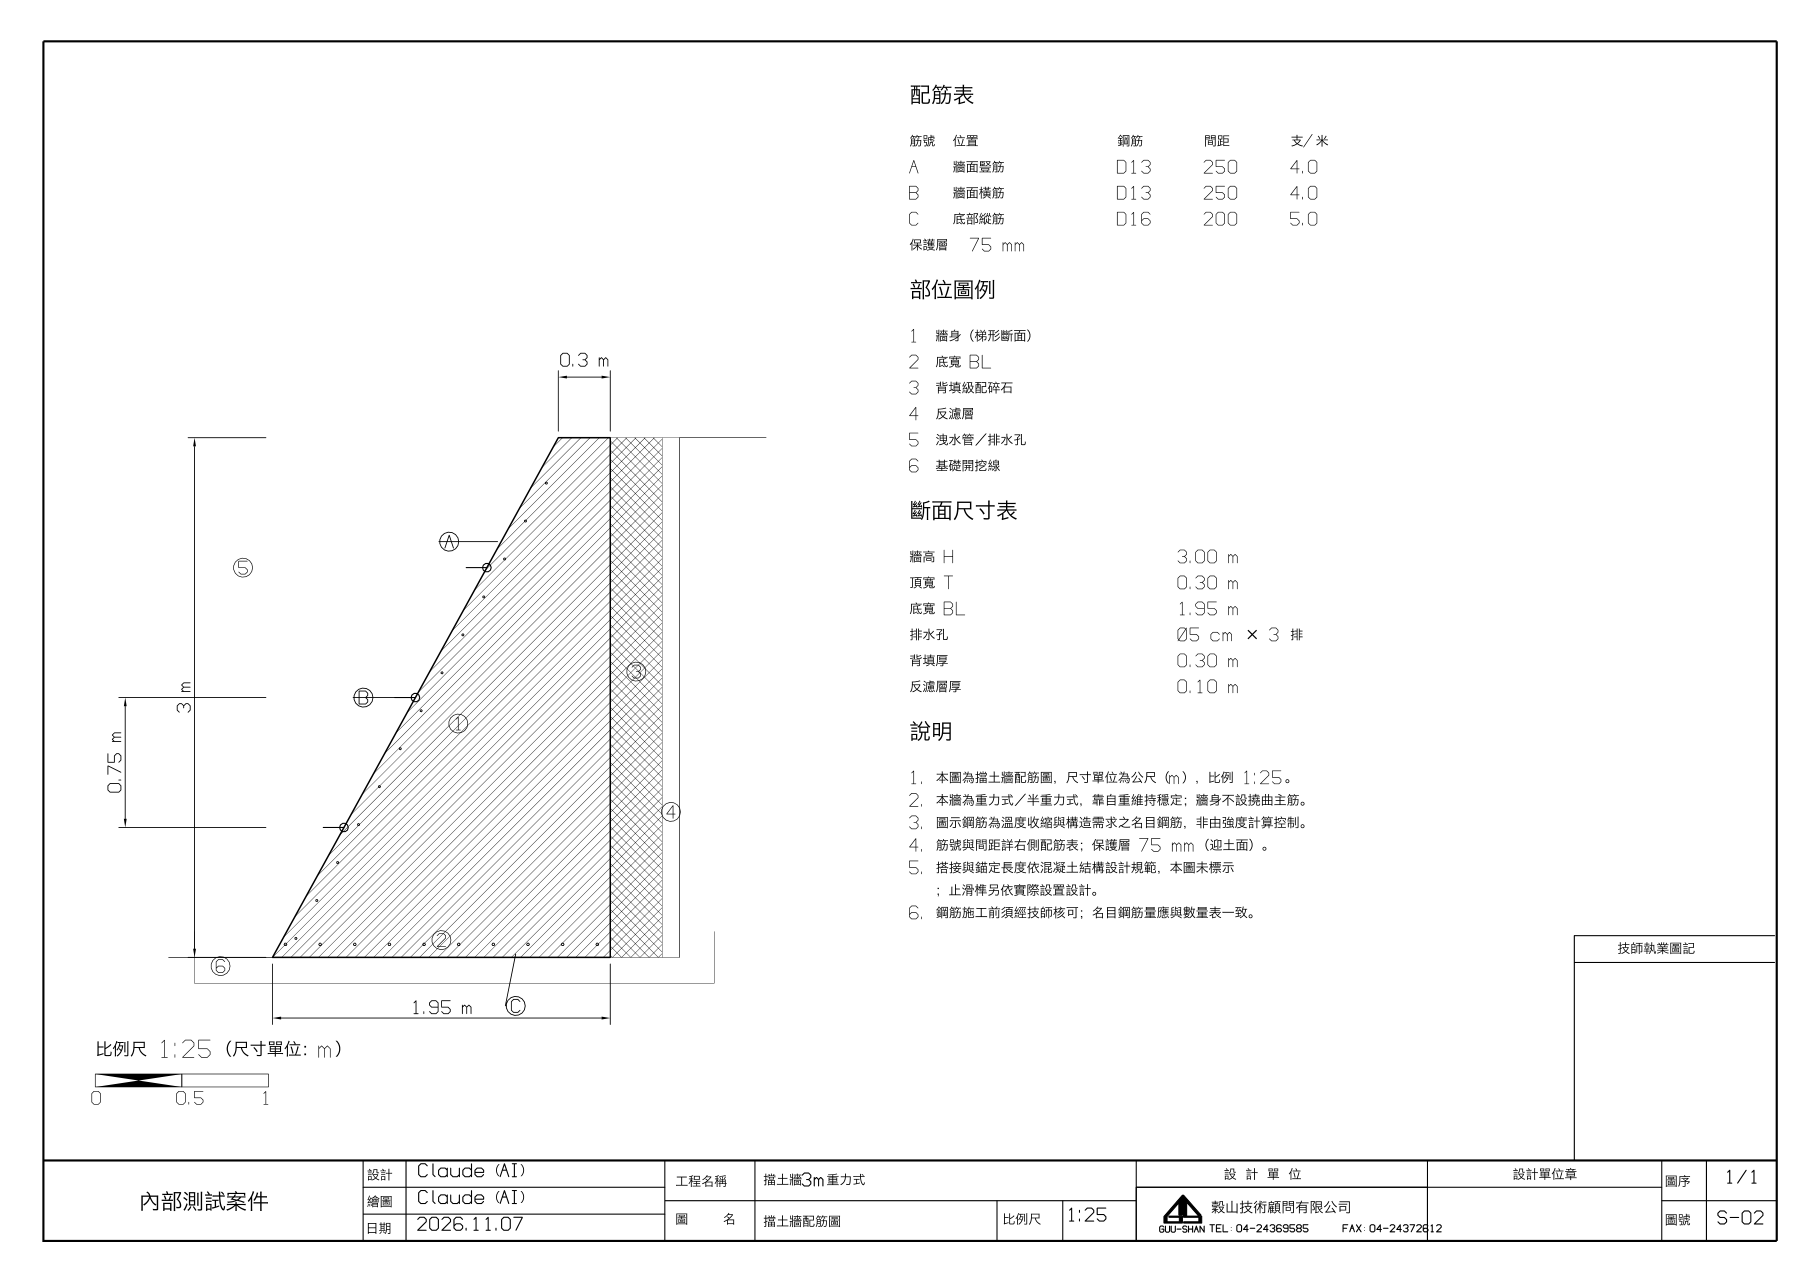 配筋表
筋號 位置 鋼筋 間距 支/米
A 牆面豎筋 D13 250 4.0
B 牆面橫筋 D13 250 4.0
C 底部縱筋 D16 200 5.0
保護層 75 mm
部位圖例
1 牆身（梯形斷面）
2 底寬 BL
3 背填級配碎石
4 反濾層
5 洩水管／排水孔
6 基礎開挖線
斷面尺寸表
牆高 H 3.00 m
頂寬 T 0.30 m
底寬 BL 1.95 m
排水孔 Ø5 cm × 3 排
背填厚 0.30 m
反濾層厚 0.10 m
說明
1. 本圖為擋土牆配筋圖，尺寸單位為公尺（m），比例 1:25。
2. 本牆為重力式／半重力式，靠自重維持穩定；牆身不設撓曲主筋。
3. 圖示鋼筋為溫度收縮與構造需求之名目鋼筋，非由強度計算控制。
4. 筋號與間距詳右側配筋表；保護層 75 mm（迎土面）。
5. 搭接與錨定長度依混凝土結構設計規範，本圖未標示
；止滑榫另依實際設置設計。
6. 鋼筋施工前須經技師核可；名目鋼筋量應與數量表一致。
0.3 m
A
5
3
3 m
B
1
0.75 m
4
2
6
1.95 m
C
比例尺 1:25（尺寸單位: m）
0 0.5 1
技師執業圖記
內部測試案件
設計 Claude (AI)
繪圖 Claude (AI)
日期 2026.11.07
工程名稱 擋土牆3m重力式
圖 名 擋土牆配筋圖
比例尺 1:25
設 計 單 位
穀山技術顧問有限公司
GUU-SHAN TEL: 04-24369585 FAX: 04-24372612
設計單位章
圖序 1/1
圖號 S-02